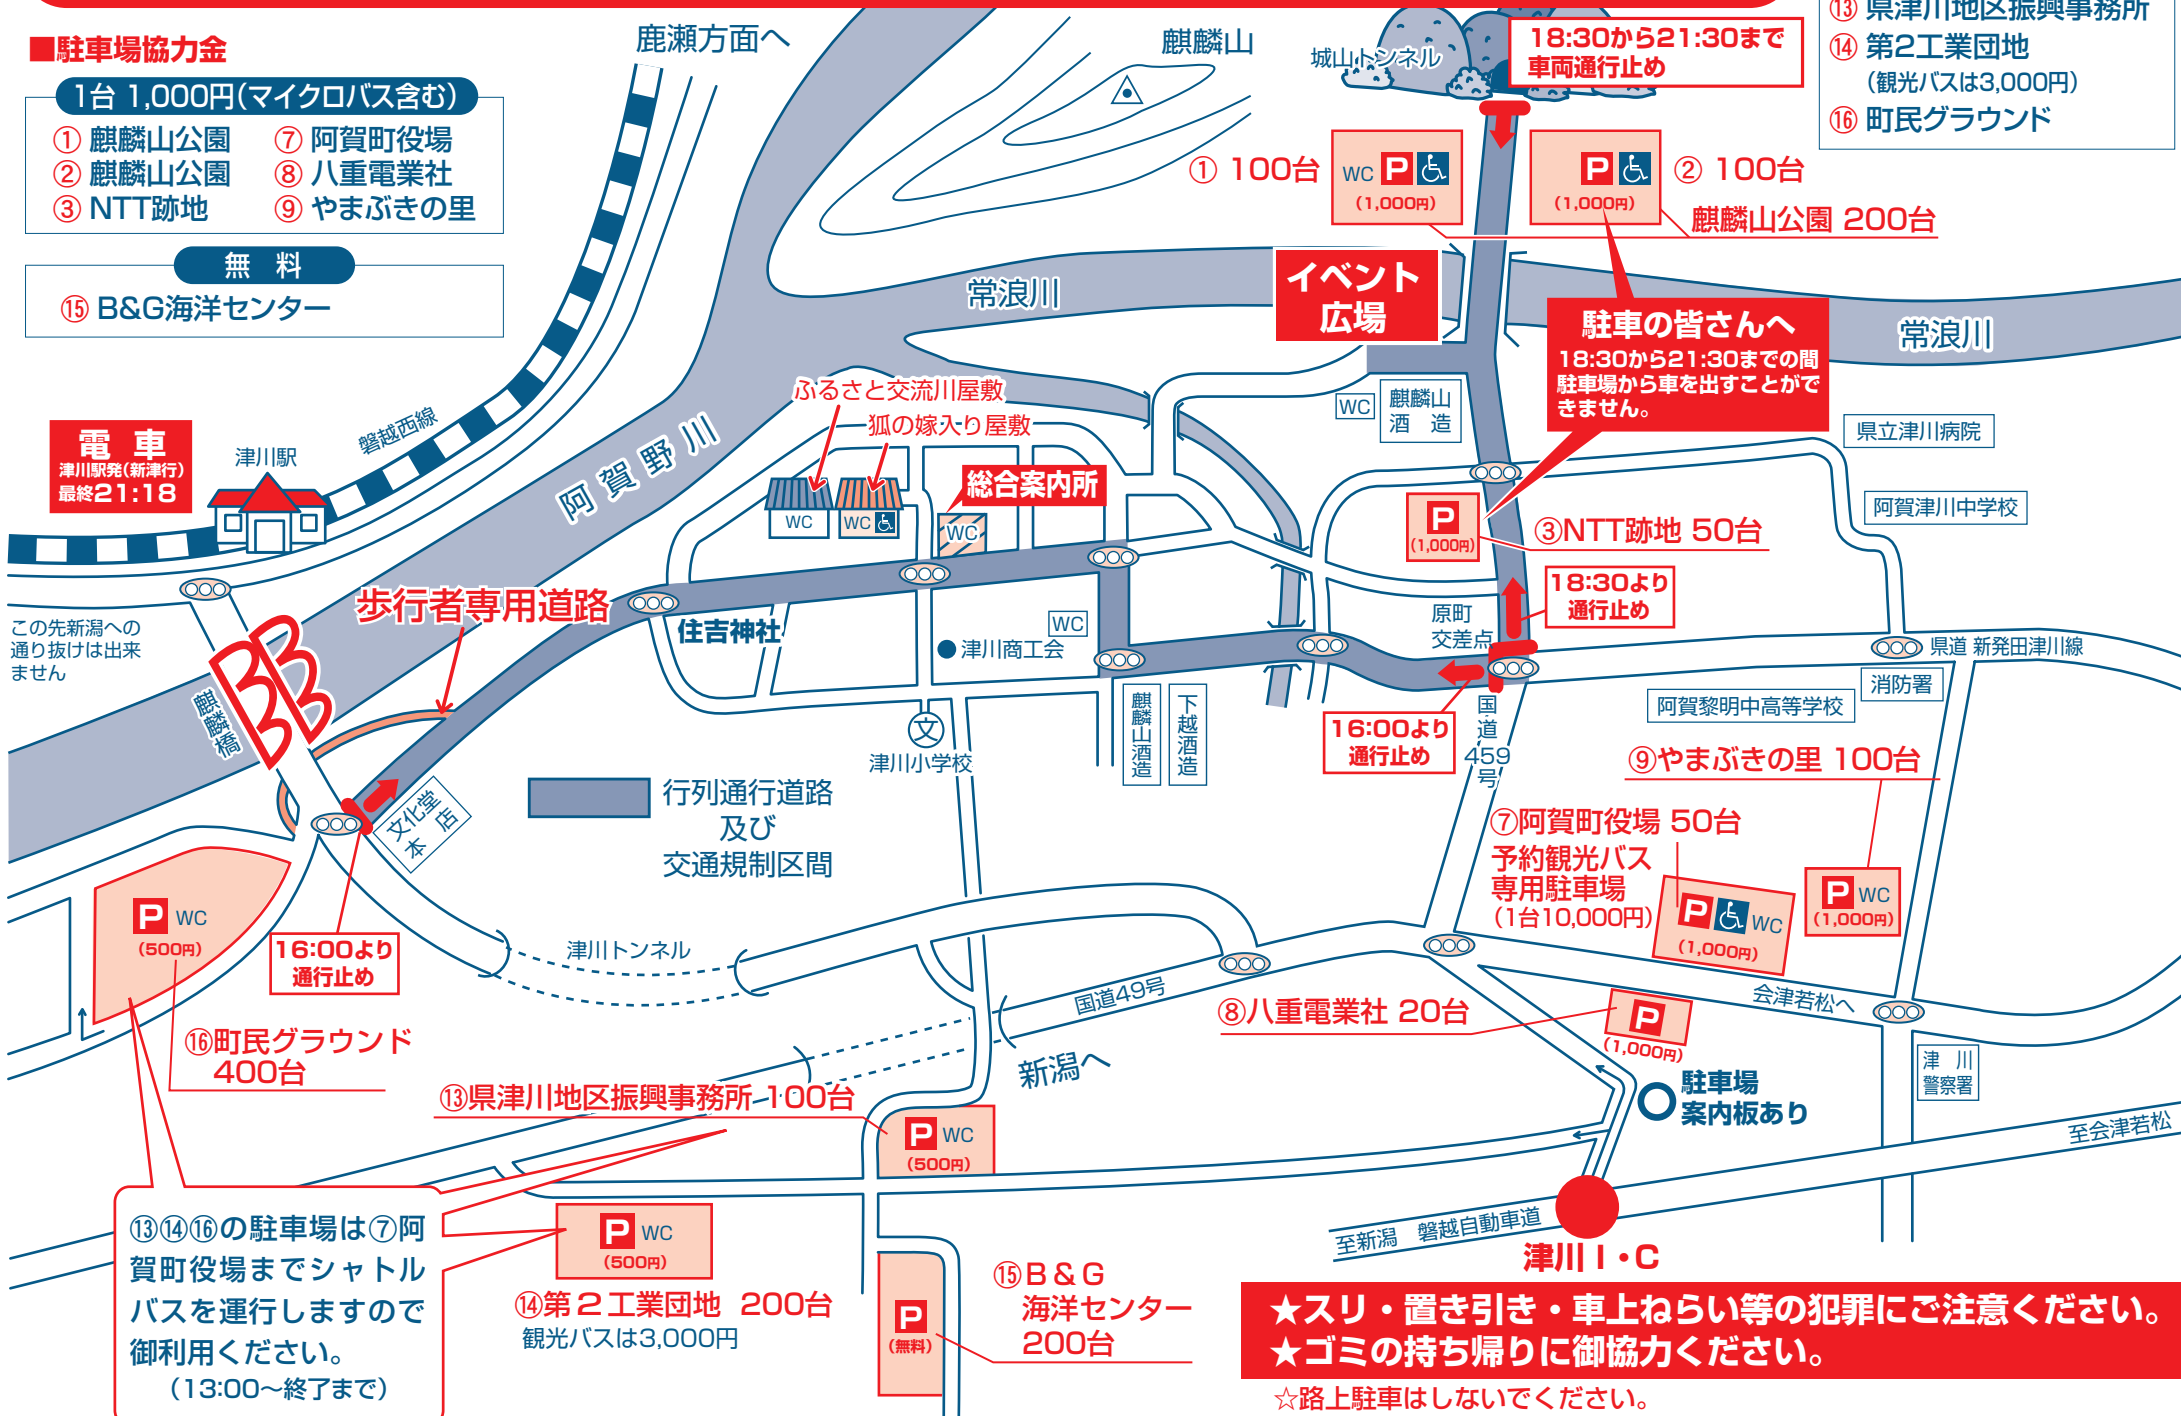 ■駐車場協力金
1台 1,000円(マイクロバス含む)
① 麒麟山公園
② 麒麟山公園
③ NTT跡地
⑦ 阿賀町役場
⑧ 八重電業社
⑨ やまぶきの里
無 料
⑮ B&G海洋センター
⑬ 県津川地区振興事務所
⑭ 第2工業団地
(観光バスは3,000円)
⑯ 町民グラウンド
鹿瀬方面へ
麒麟山
城山トンネル
18:30から21:30まで
車両通行止め
① 100台
WC P
(1,000円)
P
(1,000円)
② 100台
麒麟山公園 200台
常浪川
イベント
広場
駐車の皆さんへ
18:30から21:30までの間
駐車場から車を出すことがで
きません。
常浪川
電 車
津川駅発(新津行)
最終21:18
津川駅
磐越西線
阿賀野川
ふるさと交流川屋敷
狐の嫁入り屋敷
総合案内所
WC
WC
WC
WC
麒麟山
酒 造
県立津川病院
阿賀津川中学校
P
(1,000円)
③NTT跡地 50台
18:30より
通行止め
原町
交差点
県道 新発田津川線
消防署
阿賀黎明中高等学校
この先新潟への
通り抜けは出来
ません
麒麟橋
歩行者専用道路
住吉神社
津川商工会
WC
麒麟山酒造
下越酒造
文
津川小学校
16:00より
通行止め
国道459号
⑨やまぶきの里 100台
行列通行道路
及び
交通規制区間
文化堂
本 店
⑦阿賀町役場 50台
予約観光バス
専用駐車場
(1台10,000円)
P WC
(1,000円)
P WC
(1,000円)
P WC
(500円)
16:00より
通行止め
津川トンネル
国道49号
会津若松へ
⑧八重電業社 20台
P
(1,000円)
⑯町民グラウンド
400台
新潟へ
津 川
警察署
駐車場
案内板あり
⑬県津川地区振興事務所 100台
P WC
(500円)
至会津若松
⑬⑭⑯の駐車場は⑦阿
賀町役場までシャトル
バスを運行しますので
御利用ください。
(13:00〜終了まで)
P WC
(500円)
⑭第2工業団地 200台
観光バスは3,000円
P
(無料)
⑮B&G
海洋センター
200台
至新潟 磐越自動車道
津川I・C
★スリ・置き引き・車上ねらい等の犯罪にご注意ください。
★ゴミの持ち帰りに御協力ください。
☆路上駐車はしないでください。